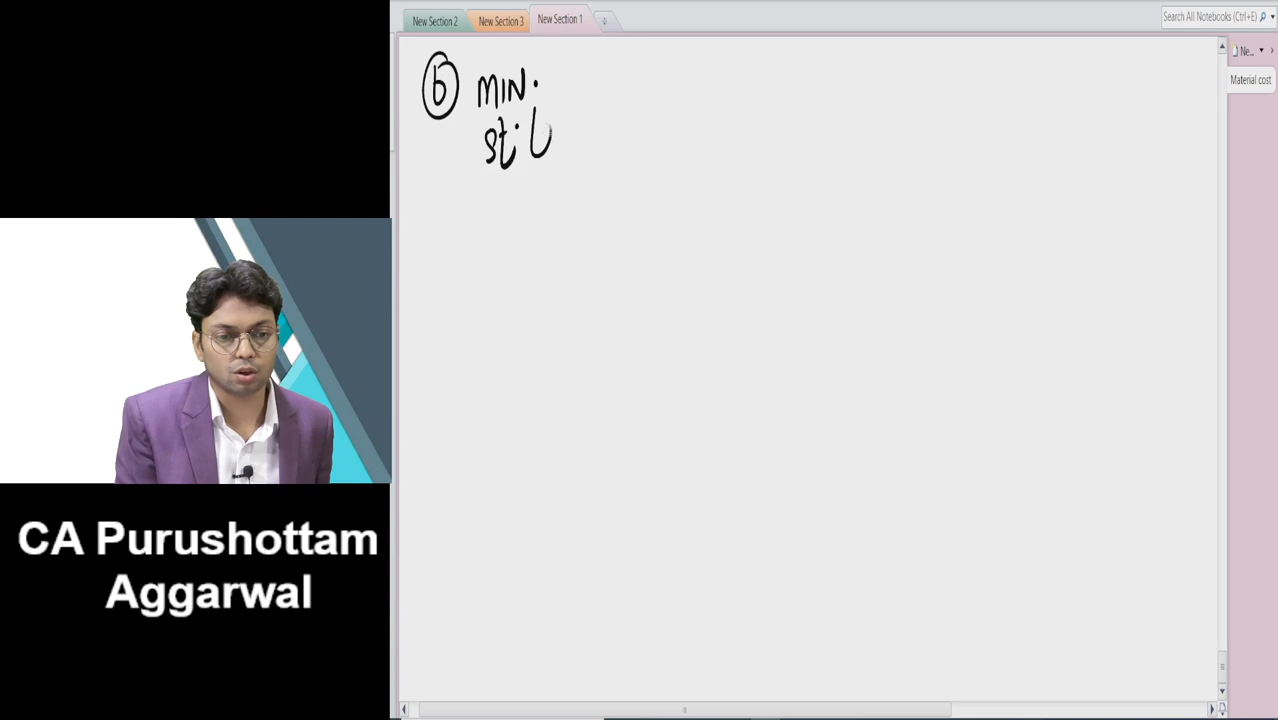 New Section 2
New Section 3
New Section 1
Search All Notebooks (Ctrl+E)
Ne...
Material cost
b MIN.
st. L
CA Purushottam
Aggarwal